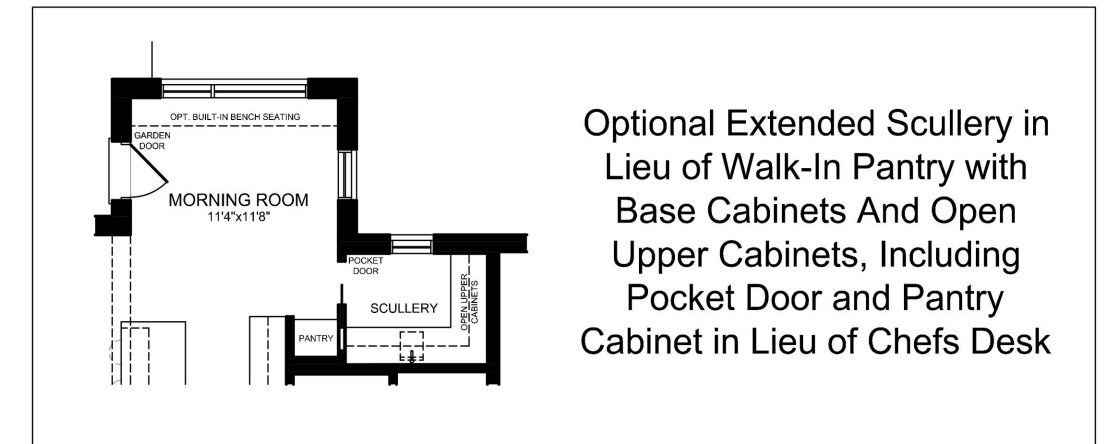 OPT. BUILT-IN BENCH SEATING
GARDEN
DOOR
MORNING ROOM
11'4"x11'8"
POCKET
DOOR
SCULLERY
OPEN UPPER
CABINETS
PANTRY
Optional Extended Scullery in
Lieu of Walk-In Pantry with
Base Cabinets And Open
Upper Cabinets, Including
Pocket Door and Pantry
Cabinet in Lieu of Chefs Desk